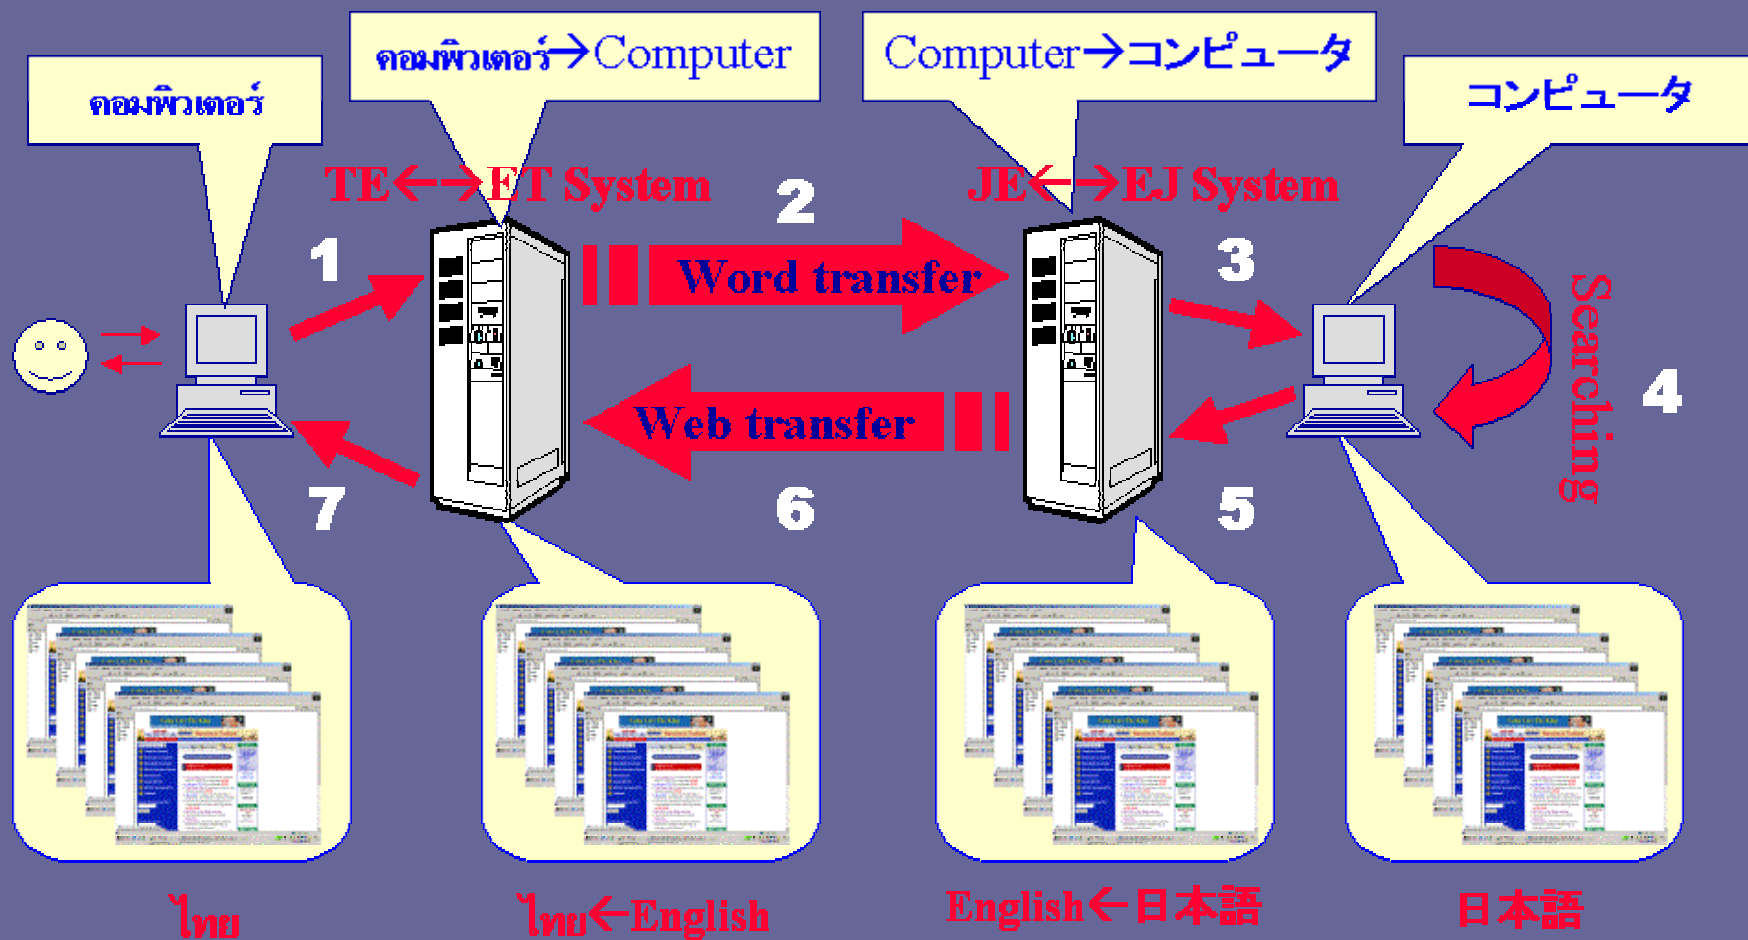 คอมพิวเตอร์
คอมพิวเตอร์→Computer
Computer→コンピュータ
コンピュータ
TE←→ET System
JE←→EJ System
1
2
3
Word transfer
Searching
4
Web transfer
7
6
5
ไทย
ไทย←English
English←日本語
日本語